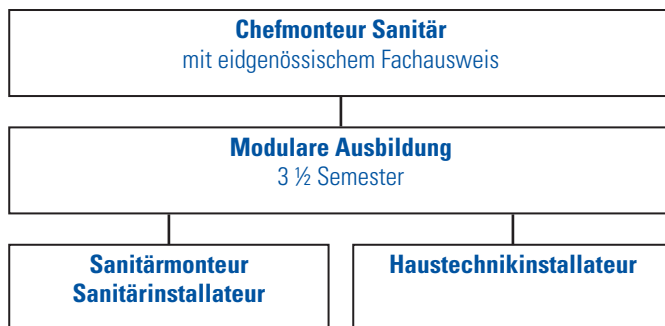 Chefmonteur Sanitär
mit eidgenössischem Fachausweis
Modulare Ausbildung
3 ½ Semester
Sanitärmonteur
Sanitärinstallateur
Haustechnikinstallateur